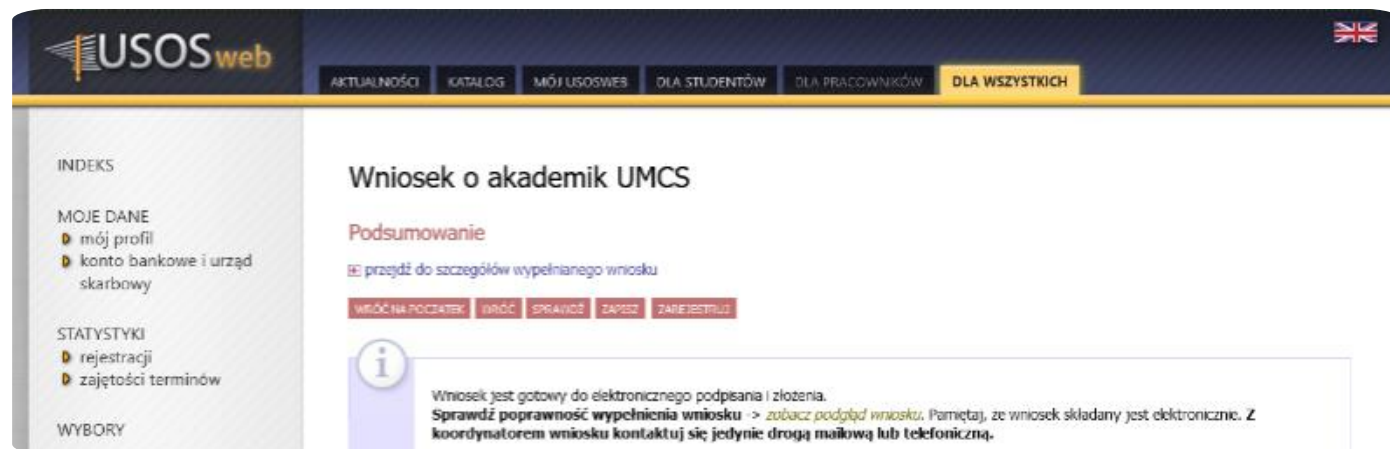 USOSweb
AKTUALNOŚCI KATALOG MÓJ USOSWEB DLA STUDENTÓW DLA PRACOWNIKÓW DLA WSZYSTKICH
INDEKS
MOJE DANE
mój profil
konto bankowe i urząd
skarbowy
STATYSTYKI
rejestracji
zajętości terminów
WYBORY
Wniosek o akademik UMCS
Podsumowanie
przejdź do szczegółów wypełnianego wniosku
WRÓĆ NA POCZĄTEK WRÓĆ SPRAWDŹ ZAPISZ ZAREJESTRUJ
i
Wniosek jest gotowy do elektronicznego podpisania i złożenia.
Sprawdź poprawność wypełnienia wniosku -> zobacz podgląd wniosku. Pamiętaj, że wniosek składany jest elektronicznie. Z
koordynatorem wniosku kontaktuj się jedynie drogą mailową lub telefoniczną.